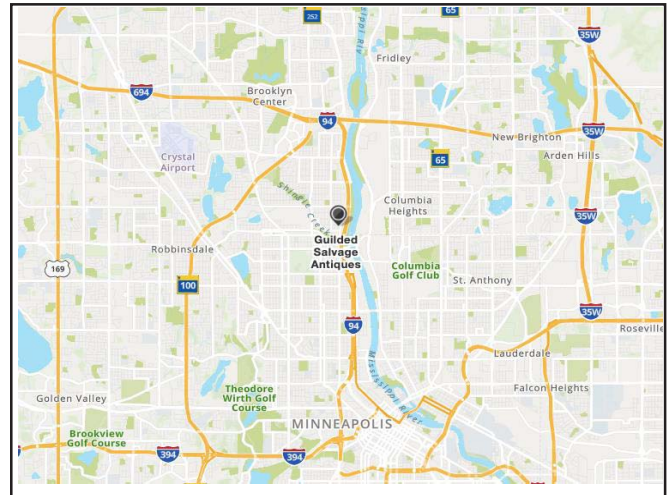 252
65
35W
ssippi Riv
Fridley
694
Brooklyn
Center
94
New Brighton
35W
65
Arden Hills
Crystal
Airport
Shingle Creek
Columbia
Heights
35W
Guilded
Salvage
Antiques
Robbinsdale
Columbia
Golf Club
169
100
St. Anthony
35W
94
Roseville
Lauderdale
Mississippi River
Theodore
Wirth Golf
Course
Falcon Heights
Golden Valley
MINNEAPOLIS
Brookview
Golf Course
394
394